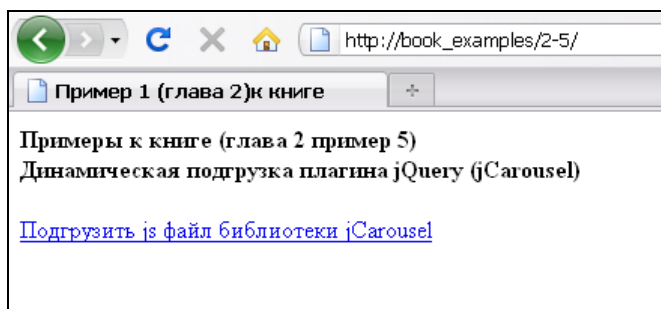 http://book_examples/2-5/
Пример 1 (глава 2)к книге
Примеры к книге (глава 2 пример 5)
Динамическая подгрузка плагина jQuery (jCarousel)
Подгрузить js файл библиотеки jCarousel